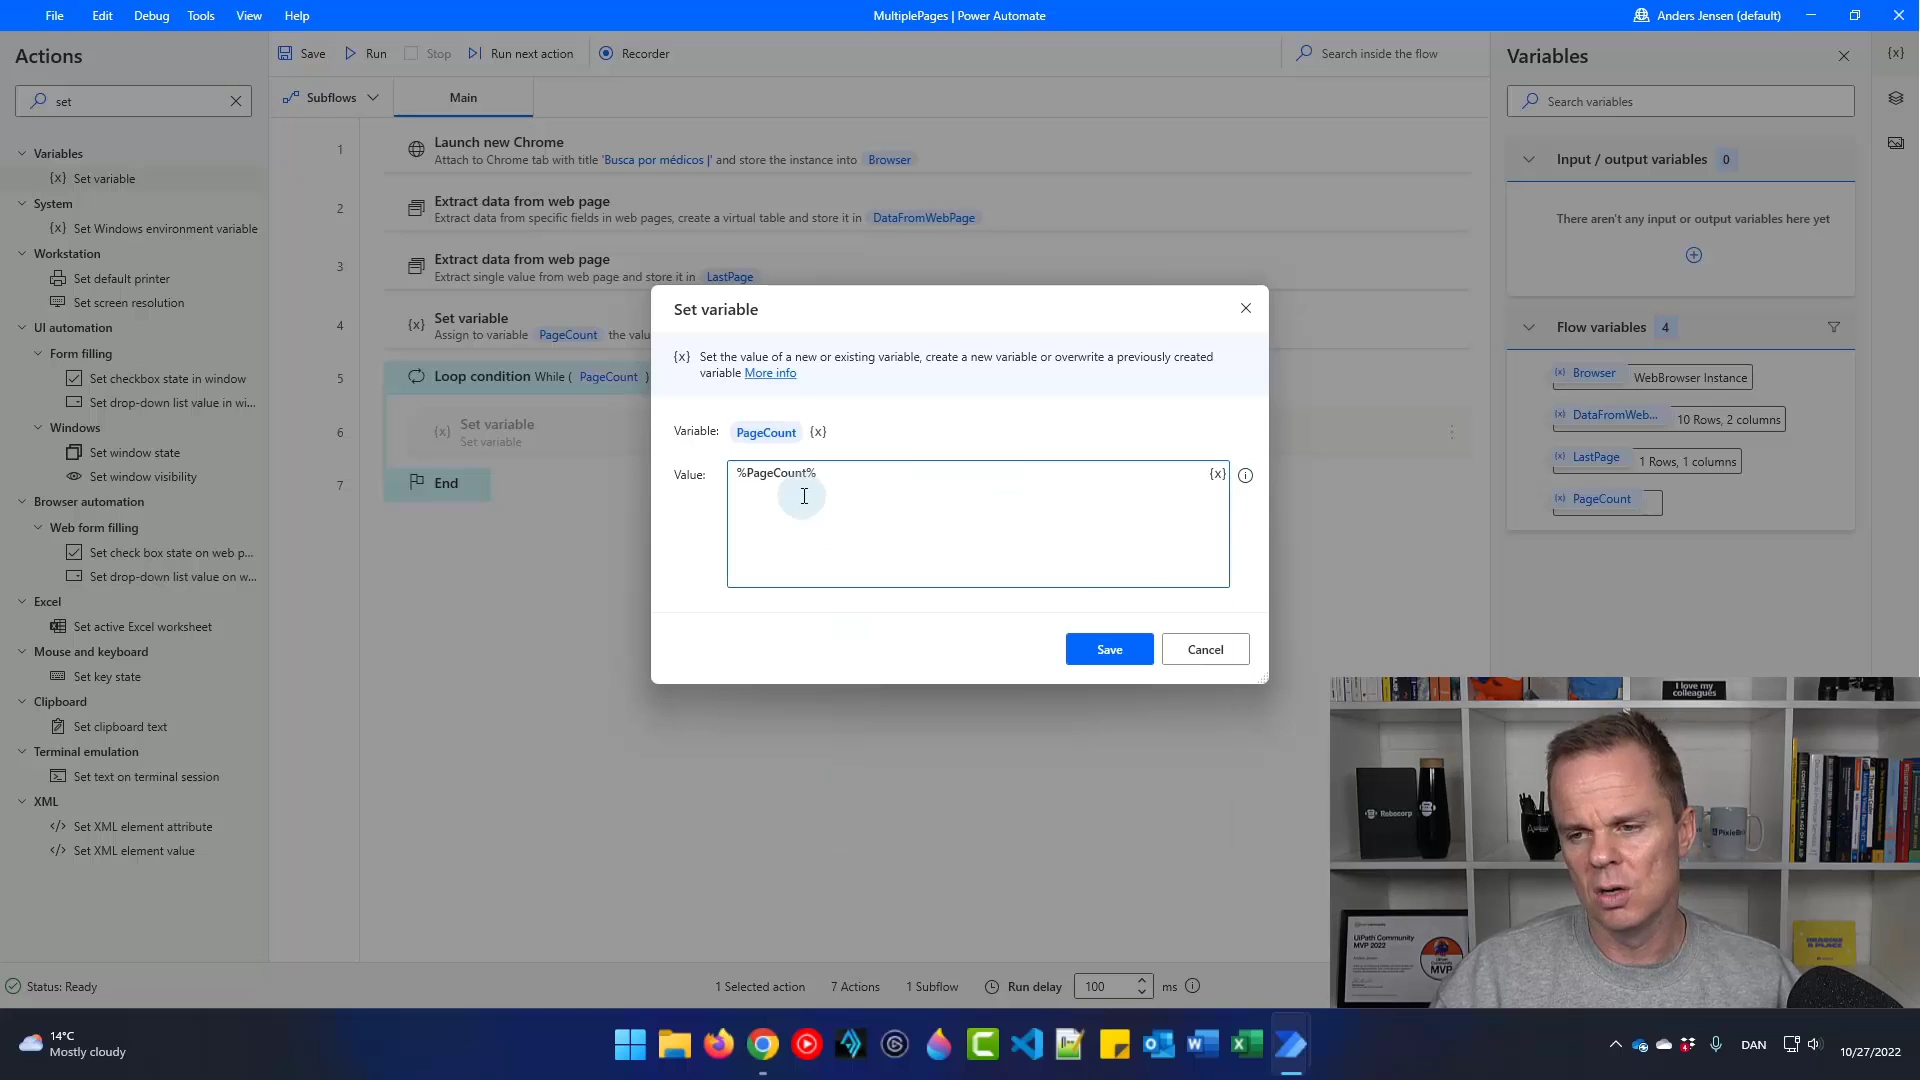 File Edit Debug Tools View Help
MultiplePages | Power Automate
Anders Jensen (default)
Actions
set
Variables
{x} Set variable
System
{x} Set Windows environment variable
Workstation
Set default printer
Set screen resolution
UI automation
Form filling
Set checkbox state in window
Set drop-down list value in wi...
Windows
Set window state
Set window visibility
Browser automation
Web form filling
Set check box state on web p...
Set drop-down list value on w...
Excel
Set active Excel worksheet
Mouse and keyboard
Set key state
Clipboard
Set clipboard text
Terminal emulation
Set text on terminal session
XML
Set XML element attribute
Set XML element value
Save Run Stop Run next action Recorder
Search inside the flow
Subflows Main
1 Launch new Chrome
Attach to Chrome tab with title 'Busca por médicos |' and store the instance into Browser
2 Extract data from web page
Extract data from specific fields in web pages, create a virtual table and store it in DataFromWebPage
3 Extract data from web page
Extract single value from web page and store it in LastPage
4 {x} Set variable
Assign to variable PageCount the valu
5 Loop condition While ( PageCount )
6 {x} Set variable
Set variable
7 End
Set variable
{x} Set the value of a new or existing variable, create a new variable or overwrite a previously created
variable More info
Variable: PageCount {x}
Value: %PageCount% {x}
Save Cancel
Variables
{x}
Search variables
Input / output variables 0
There aren't any input or output variables here yet
Flow variables 4
(x) Browser WebBrowser Instance
(x) DataFromWeb... 10 Rows, 2 columns
(x) LastPage 1 Rows, 1 columns
(x) PageCount
I love my
colleagues
Robocorp
PixieBrix
UiPath Community
MVP 2022
MVP
Status: Ready
1 Selected action 7 Actions 1 Subflow Run delay 100 ms
14°C
Mostly cloudy
DAN
10/27/2022